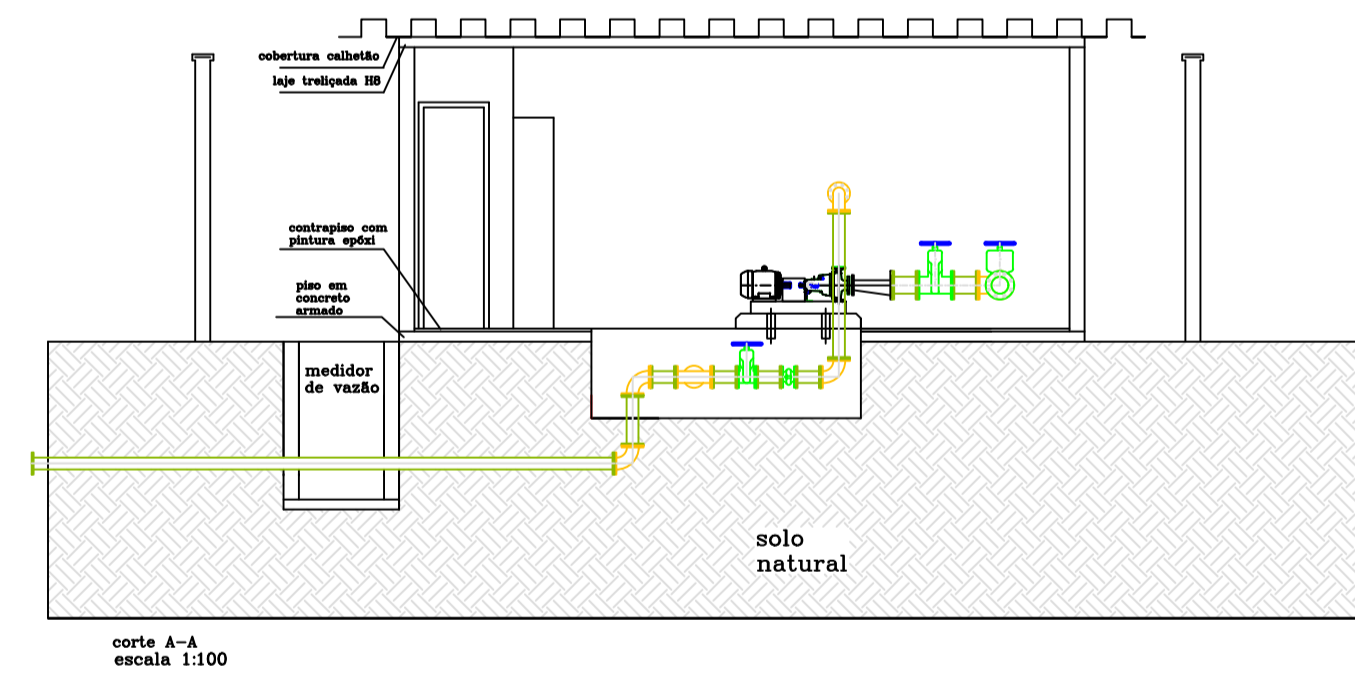 cobertura calhetão
laje treliçada H8
contrapiso com
pintura epóxi
piso em
concreto
armado
medidor
de vazão
solo
natural
corte A-A
escala 1:100